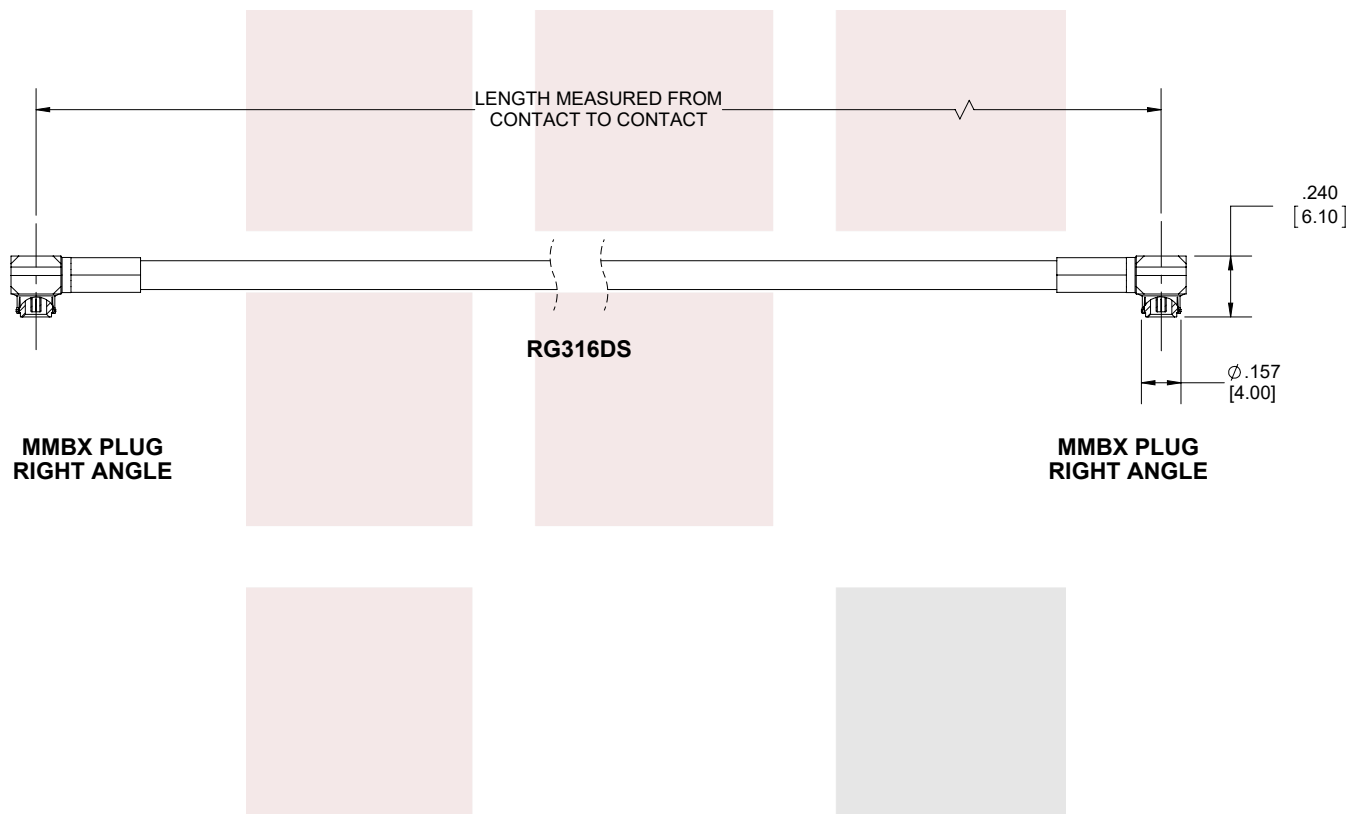 LENGTH MEASURED FROM
CONTACT TO CONTACT
.240
[6.10]
RG316DS
⌀.157
[4.00]
MMBX PLUG
RIGHT ANGLE
MMBX PLUG
RIGHT ANGLE